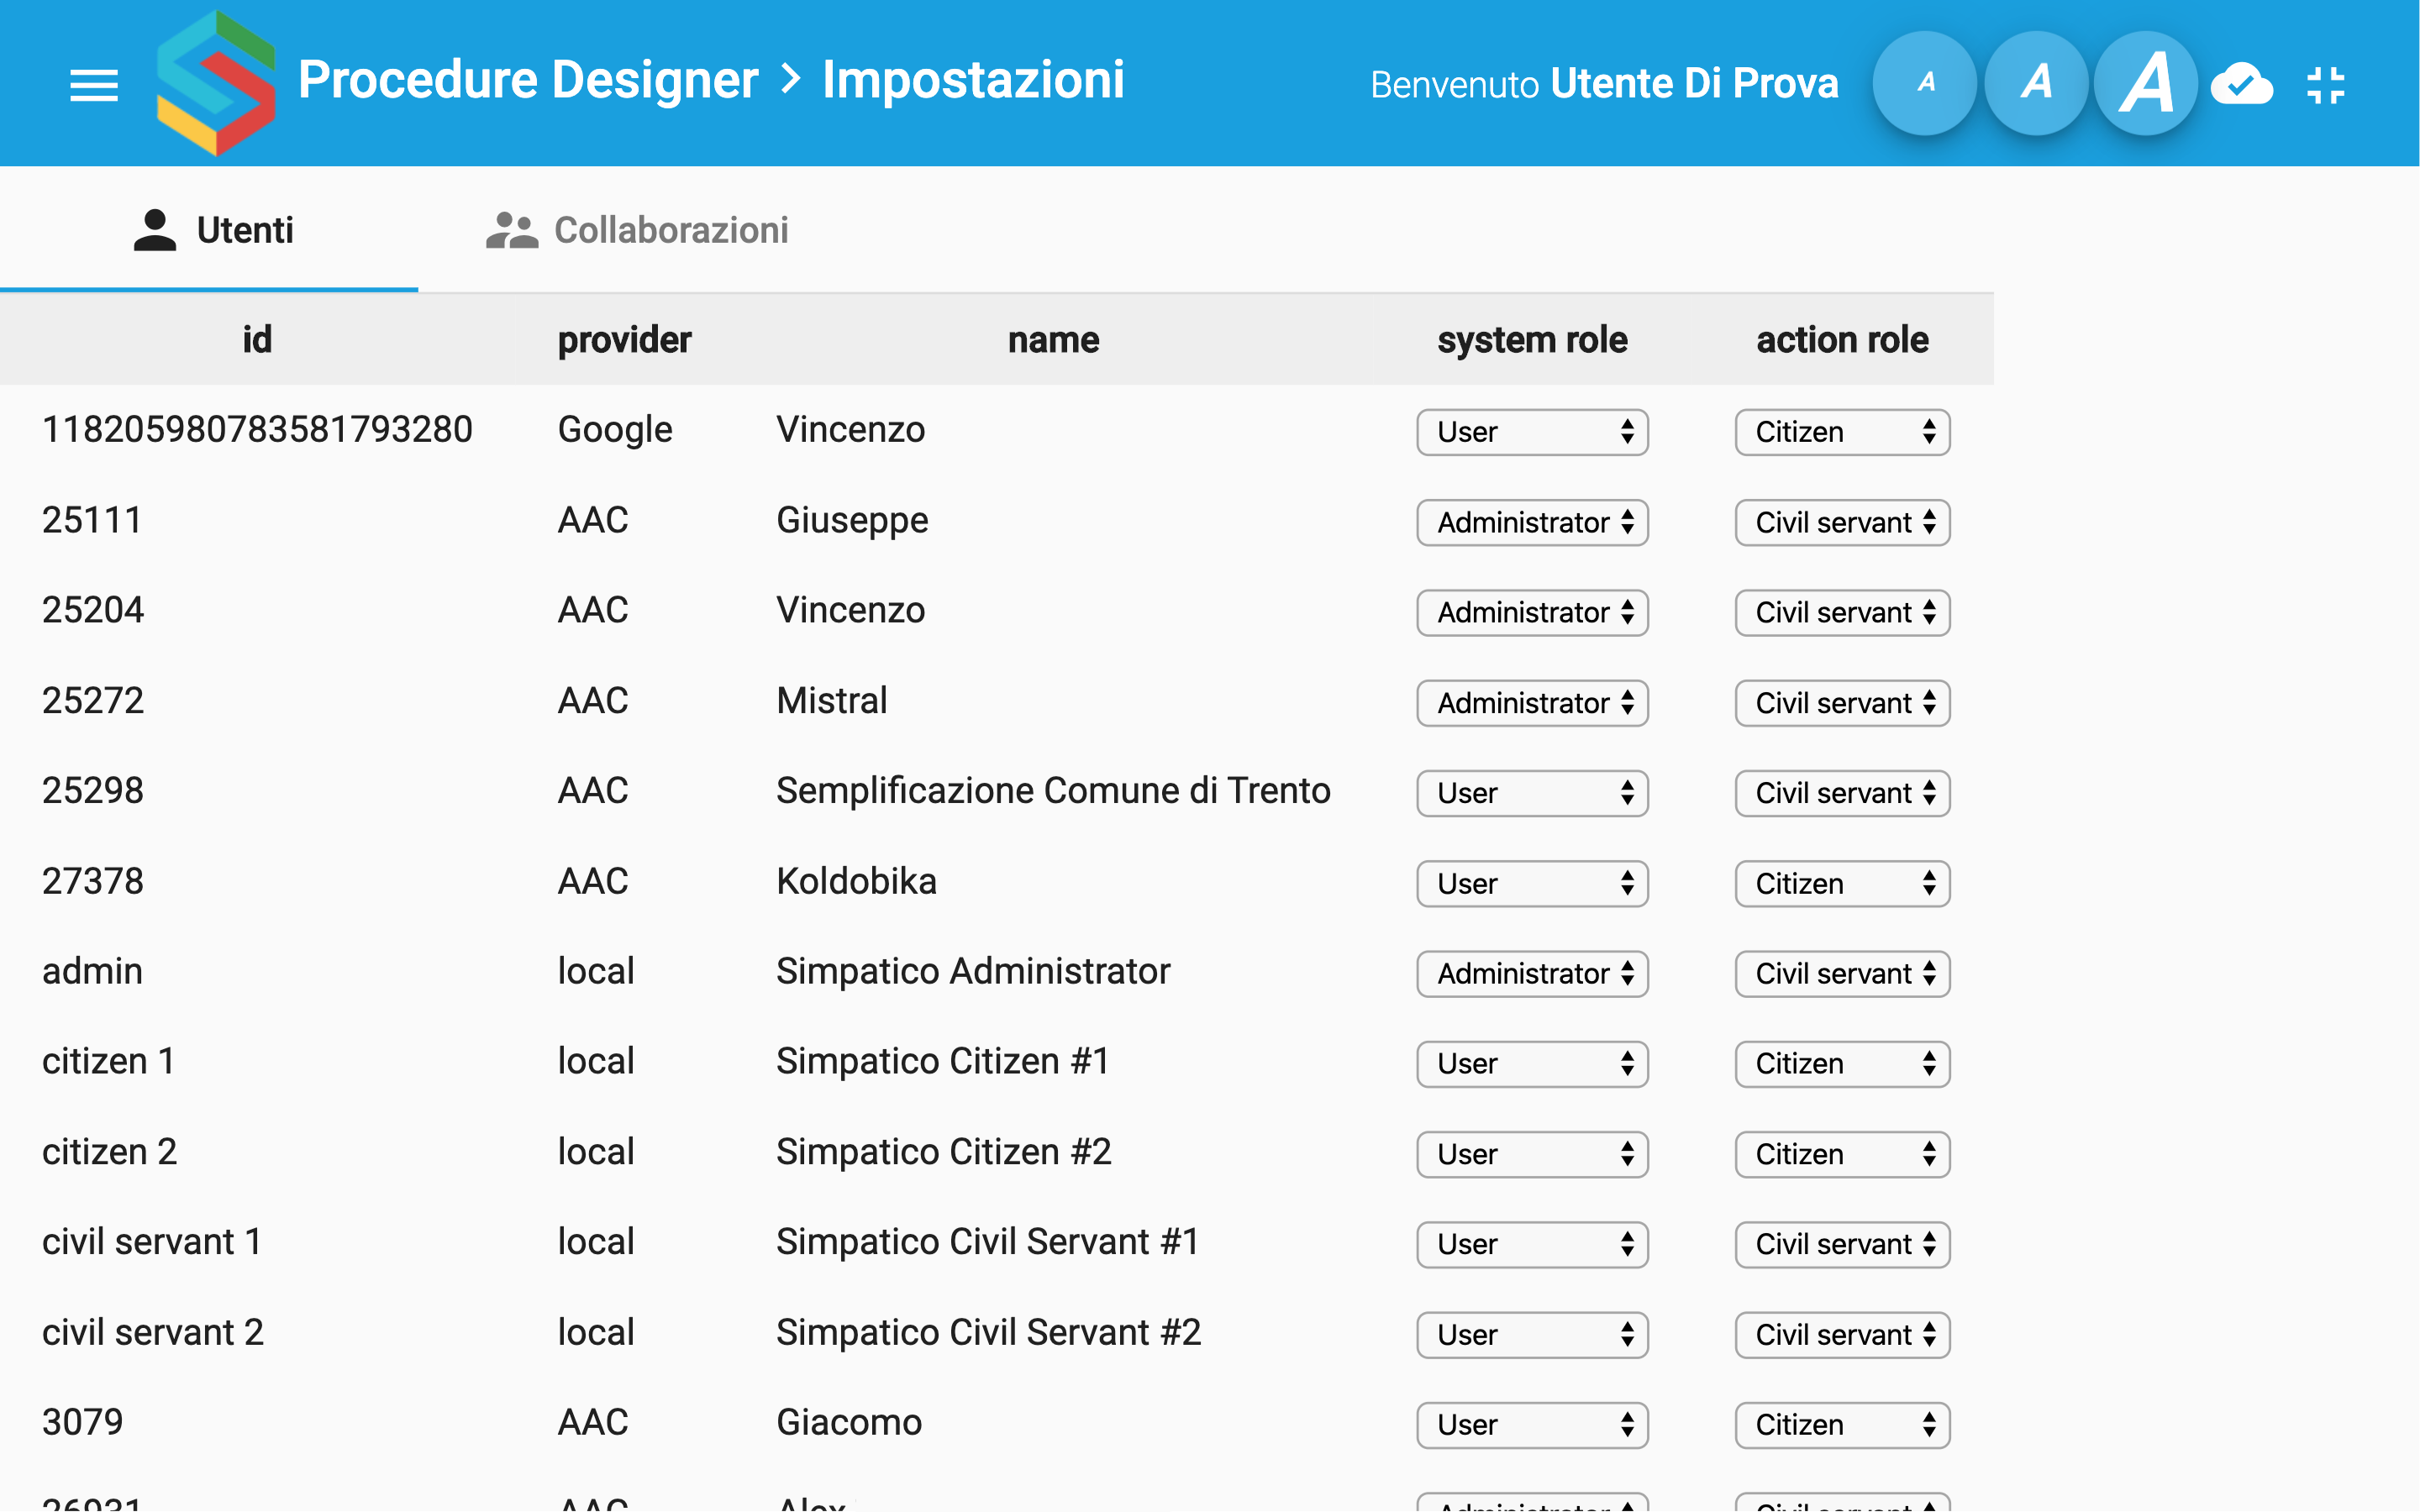 Procedure Designer > Impostazioni Benvenuto Utente Di Prova A A A
Utenti Collaborazioni
id provider name system role action role
118205980783581793280 Google Vincenzo User Citizen
25111 AAC Giuseppe Administrator Civil servant
25204 AAC Vincenzo Administrator Civil servant
25272 AAC Mistral Administrator Civil servant
25298 AAC Semplificazione Comune di Trento User Civil servant
27378 AAC Koldobika User Citizen
admin local Simpatico Administrator Administrator Civil servant
citizen 1 local Simpatico Citizen #1 User Citizen
citizen 2 local Simpatico Citizen #2 User Citizen
civil servant 1 local Simpatico Civil Servant #1 User Civil servant
civil servant 2 local Simpatico Civil Servant #2 User Civil servant
3079 AAC Giacomo User Citizen
26931 AAC Alex Administrator Civil servant